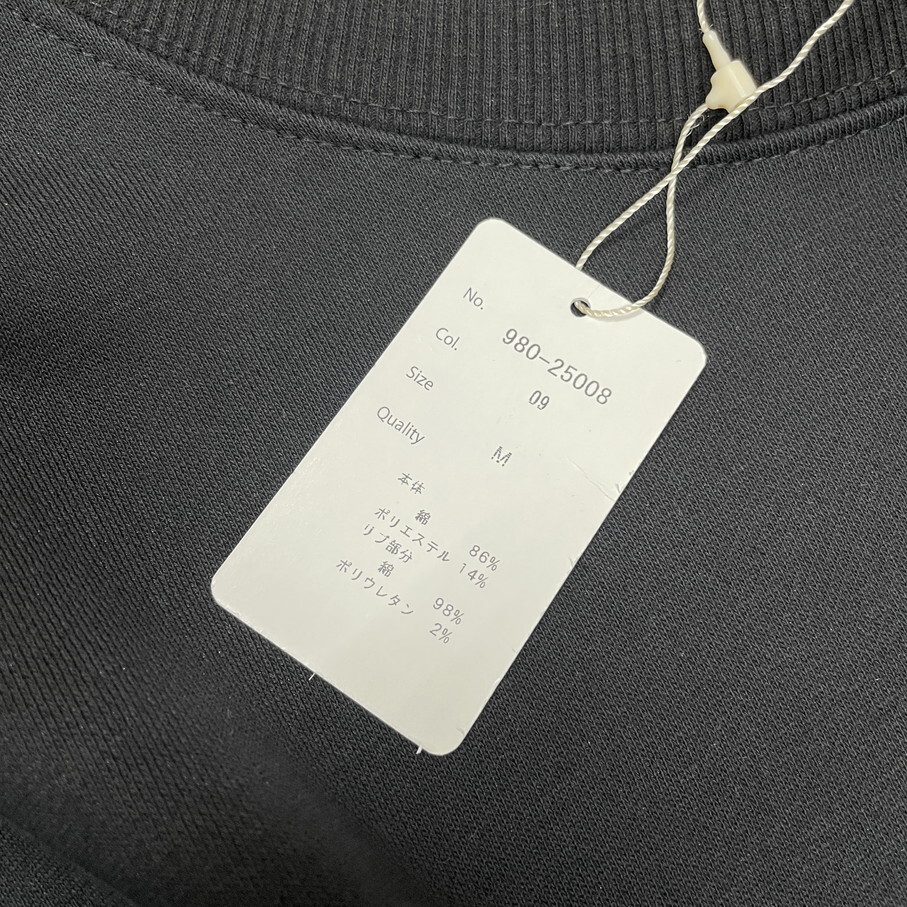 No. 980-25008
Col. 09
Size M
Quality
本体
綿 86%
ポリエステル 14%
リブ部分
綿 98%
ポリウレタン 2%